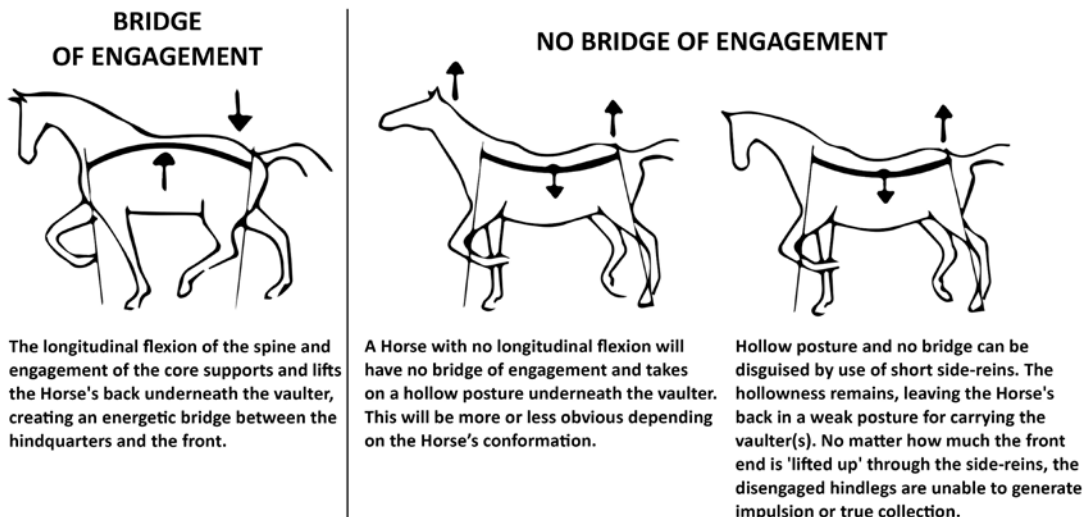 BRIDGE
OF ENGAGEMENT
The longitudinal flexion of the spine and
engagement of the core supports and lifts
the Horse's back underneath the vaulter,
creating an energetic bridge between the
hindquarters and the front.
NO BRIDGE OF ENGAGEMENT
A Horse with no longitudinal flexion will
have no bridge of engagement and takes
on a hollow posture underneath the vaulter.
This will be more or less obvious depending
on the Horse’s conformation.
Hollow posture and no bridge can be
disguised by use of short side-reins. The
hollowness remains, leaving the Horse's
back in a weak posture for carrying the
vaulter(s). No matter how much the front
end is 'lifted up' through the side-reins, the
disengaged hindlegs are unable to generate
impulsion or true collection.